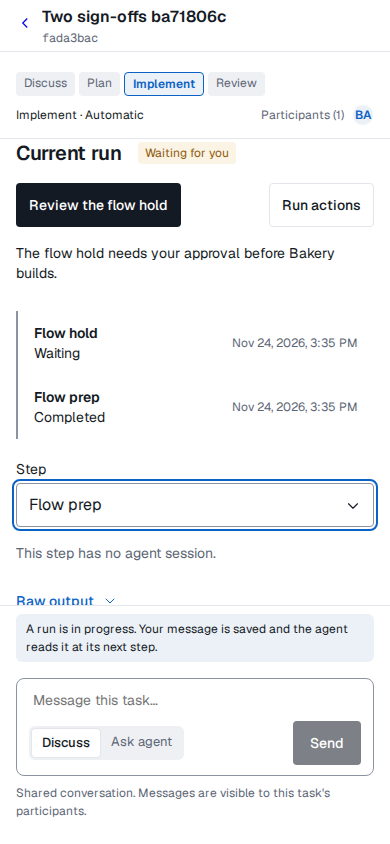 Two sign-offs ba71806c
fada3bac
Discuss Plan Implement Review
Implement · Automatic Participants (1) BA
Current run Waiting for you
Review the flow hold Run actions
The flow hold needs your approval before Bakery
builds.
Flow hold
Waiting
Nov 24, 2026, 3:35 PM
Flow prep
Completed
Nov 24, 2026, 3:35 PM
Step
Flow prep
This step has no agent session.
Raw output
A run is in progress. Your message is saved and the agent
reads it at its next step.
Message this task...
Discuss Ask agent Send
Shared conversation. Messages are visible to this task's
participants.